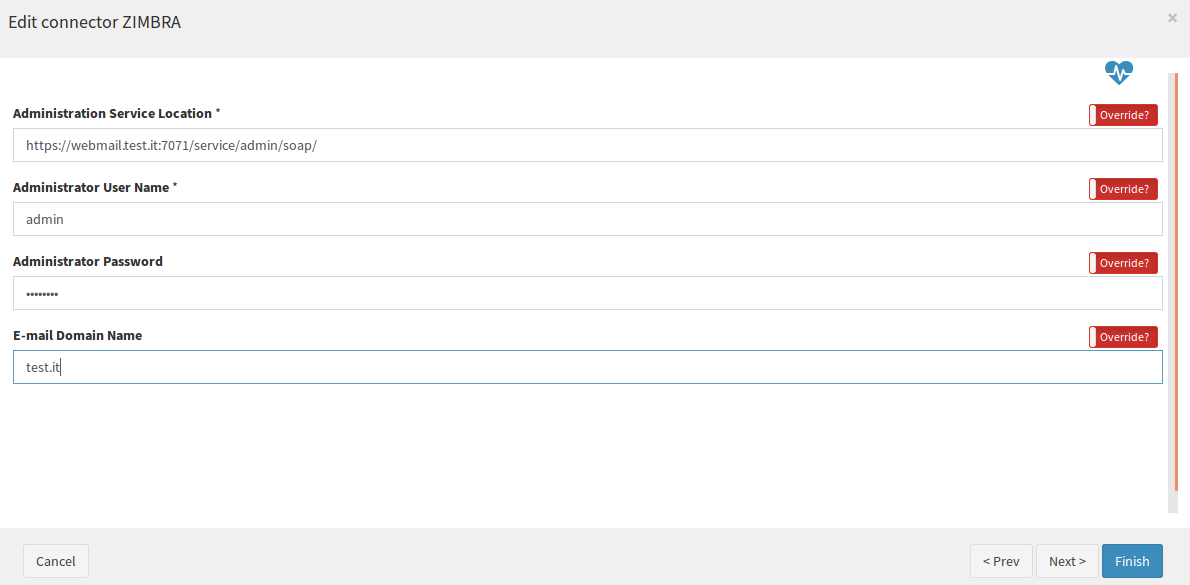 Edit connector ZIMBRA
×
Administration Service Location *
Override?
https://webmail.test.it:7071/service/admin/soap/
Administrator User Name *
Override?
admin
Administrator Password
Override?
••••••••
E-mail Domain Name
Override?
test.it
Cancel
< Prev
Next >
Finish